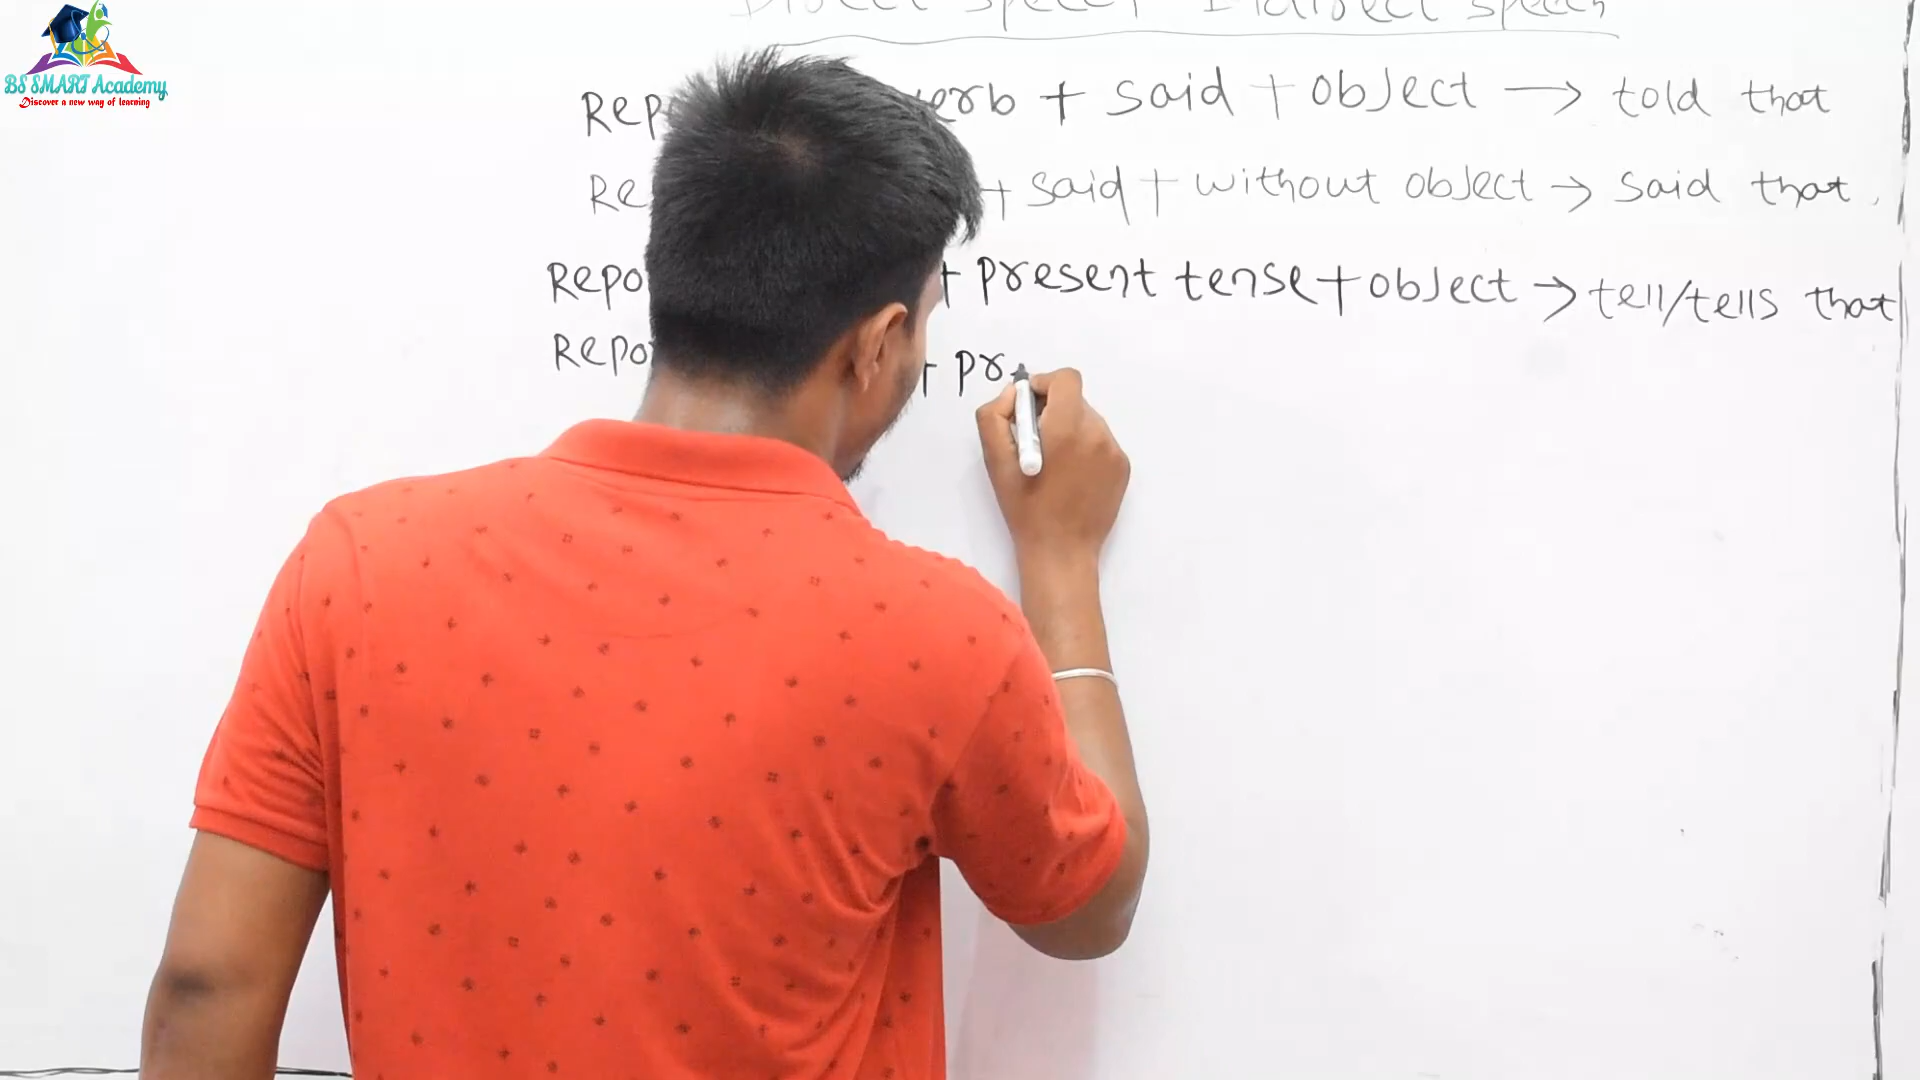 BS SMART Academy
Discover a new way of learning
Direct speech Indirect speech
Rep verb + said + object → told that
Re + said + without object → said that.
Repo + present tense + object → tell/tells that
Repo + pr